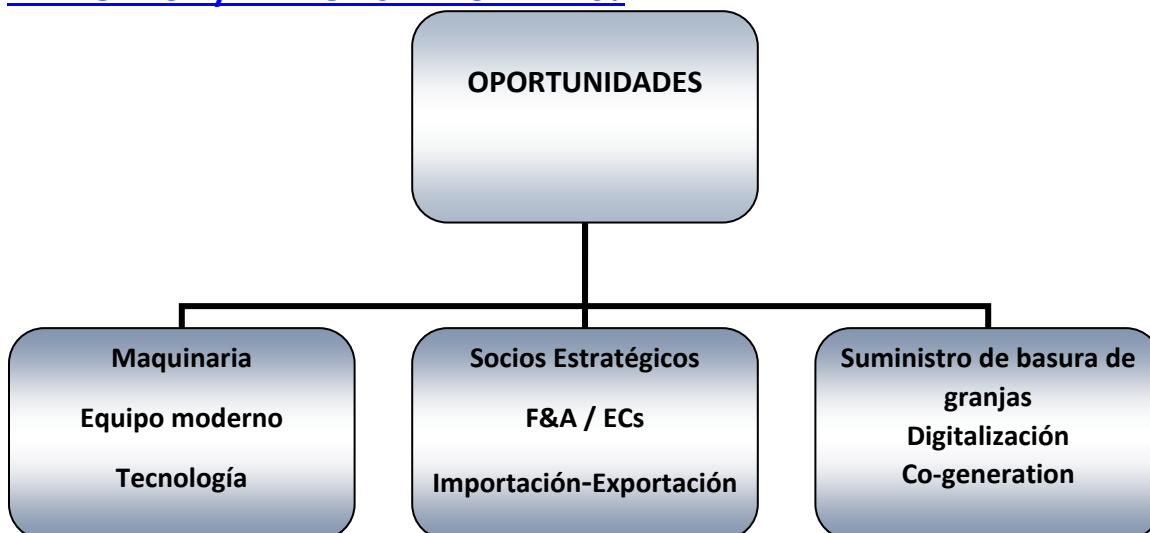 OPORTUNIDADES
Maquinaria
Equipo moderno
Tecnología
Socios Estratégicos
F&A / ECs
Importación-Exportación
Suministro de basura de
granjas
Digitalización
Co-generation